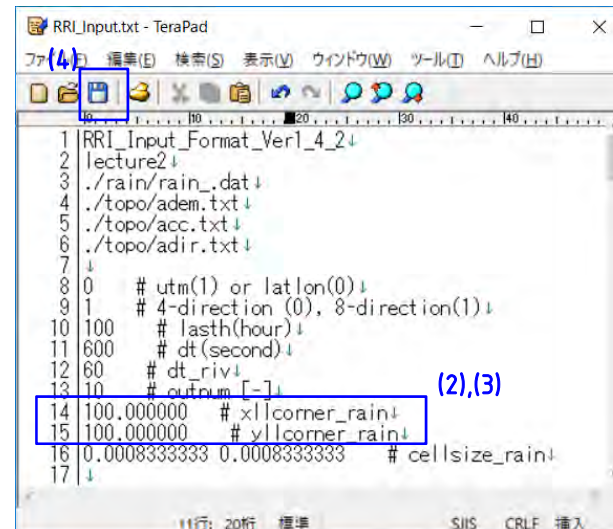 RRI_Input.txt - TeraPad
(4)
編集(E) 検索(S) 表示(V) ウィンドウ(W) ツール(T) ヘルプ(H)
0 10 20 30 40
1 RRI_Input_Format_Ver1_4_2↓
2 lecture2↓
3 ./rain/rain_.dat↓
4 ./topo/adem.txt↓
5 ./topo/acc.txt↓
6 ./topo/adir.txt↓
7 ↓
8 0 # utm(1) or latlon(0)↓
9 1 # 4-direction (0), 8-direction(1)↓
10 100 # lasth(hour)↓
11 600 # dt(second)↓
12 60 # dt_riv↓
13 10 # outnum [-]↓
(2),(3)
14 100.000000 # xllcorner_rain↓
15 100.000000 # yllcorner_rain↓
16 0.0008333333 0.0008333333 # cellsize_rain↓
17 ↓
11行: 20桁 標準 SJIS CRLF 挿入